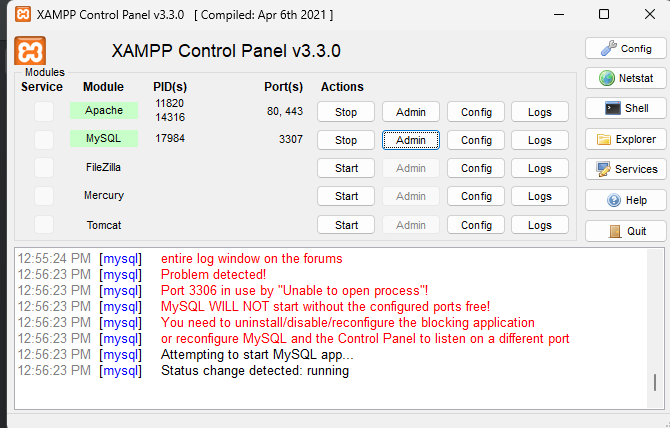 XAMPP Control Panel v3.3.0 [ Compiled: Apr 6th 2021 ]
XAMPP Control Panel v3.3.0
Config
Modules
Service Module PID(s) Port(s) Actions
Netstat
Apache 11820 14316 80, 443 Stop Admin Config Logs
Shell
MySQL 17984 3307 Stop Admin Config Logs
Explorer
FileZilla Start Admin Config Logs
Services
Mercury Start Admin Config Logs
Help
Tomcat Start Admin Config Logs
Quit
12:55:24 PM [mysql] entire log window on the forums
12:56:23 PM [mysql] Problem detected!
12:56:23 PM [mysql] Port 3306 in use by "Unable to open process"!
12:56:23 PM [mysql] MySQL WILL NOT start without the configured ports free!
12:56:23 PM [mysql] You need to uninstall/disable/reconfigure the blocking application
12:56:23 PM [mysql] or reconfigure MySQL and the Control Panel to listen on a different port
12:56:23 PM [mysql] Attempting to start MySQL app...
12:56:23 PM [mysql] Status change detected: running